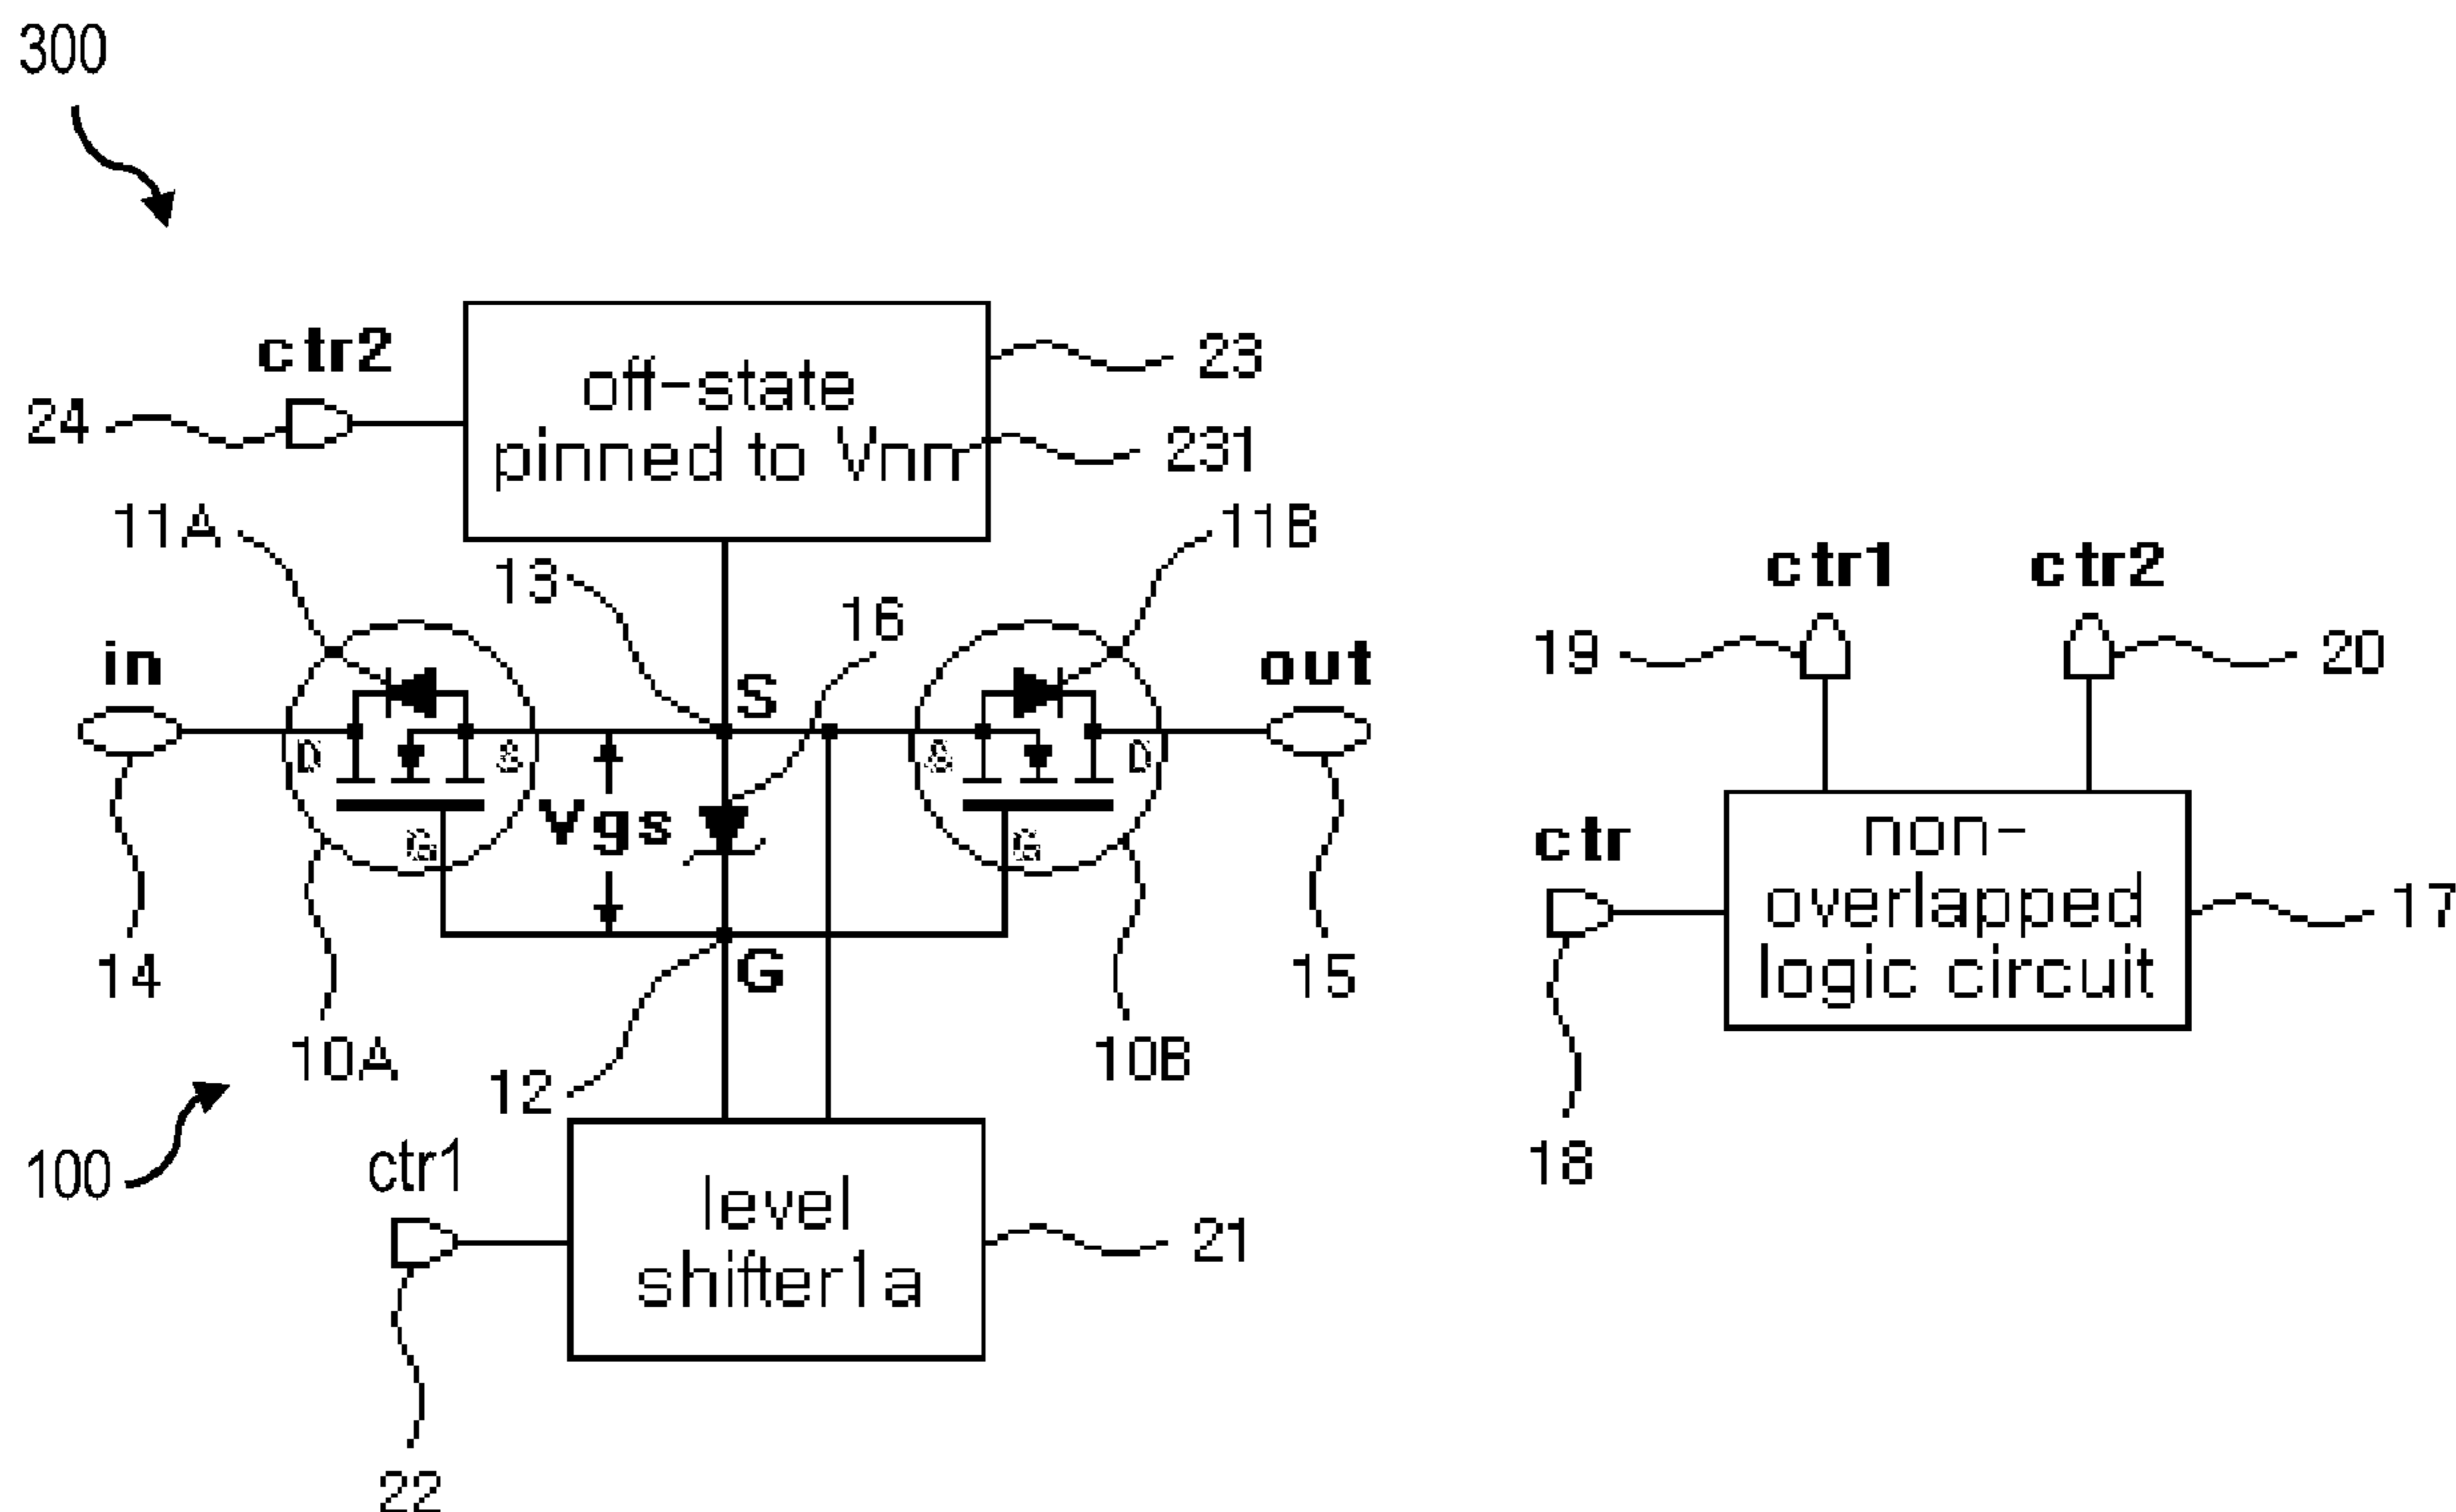 300
ctr2
24
off-state
pinned to Vnn
23
231
11A
13
16
11B
in
S
out
D
S
S
D
Vgs
G
G
G
14
10A
12
10B
15
100
ctr1
level
shifter1a
21
22
ctr1
ctr2
19
20
ctr
non-
overlapped
logic circuit
17
18